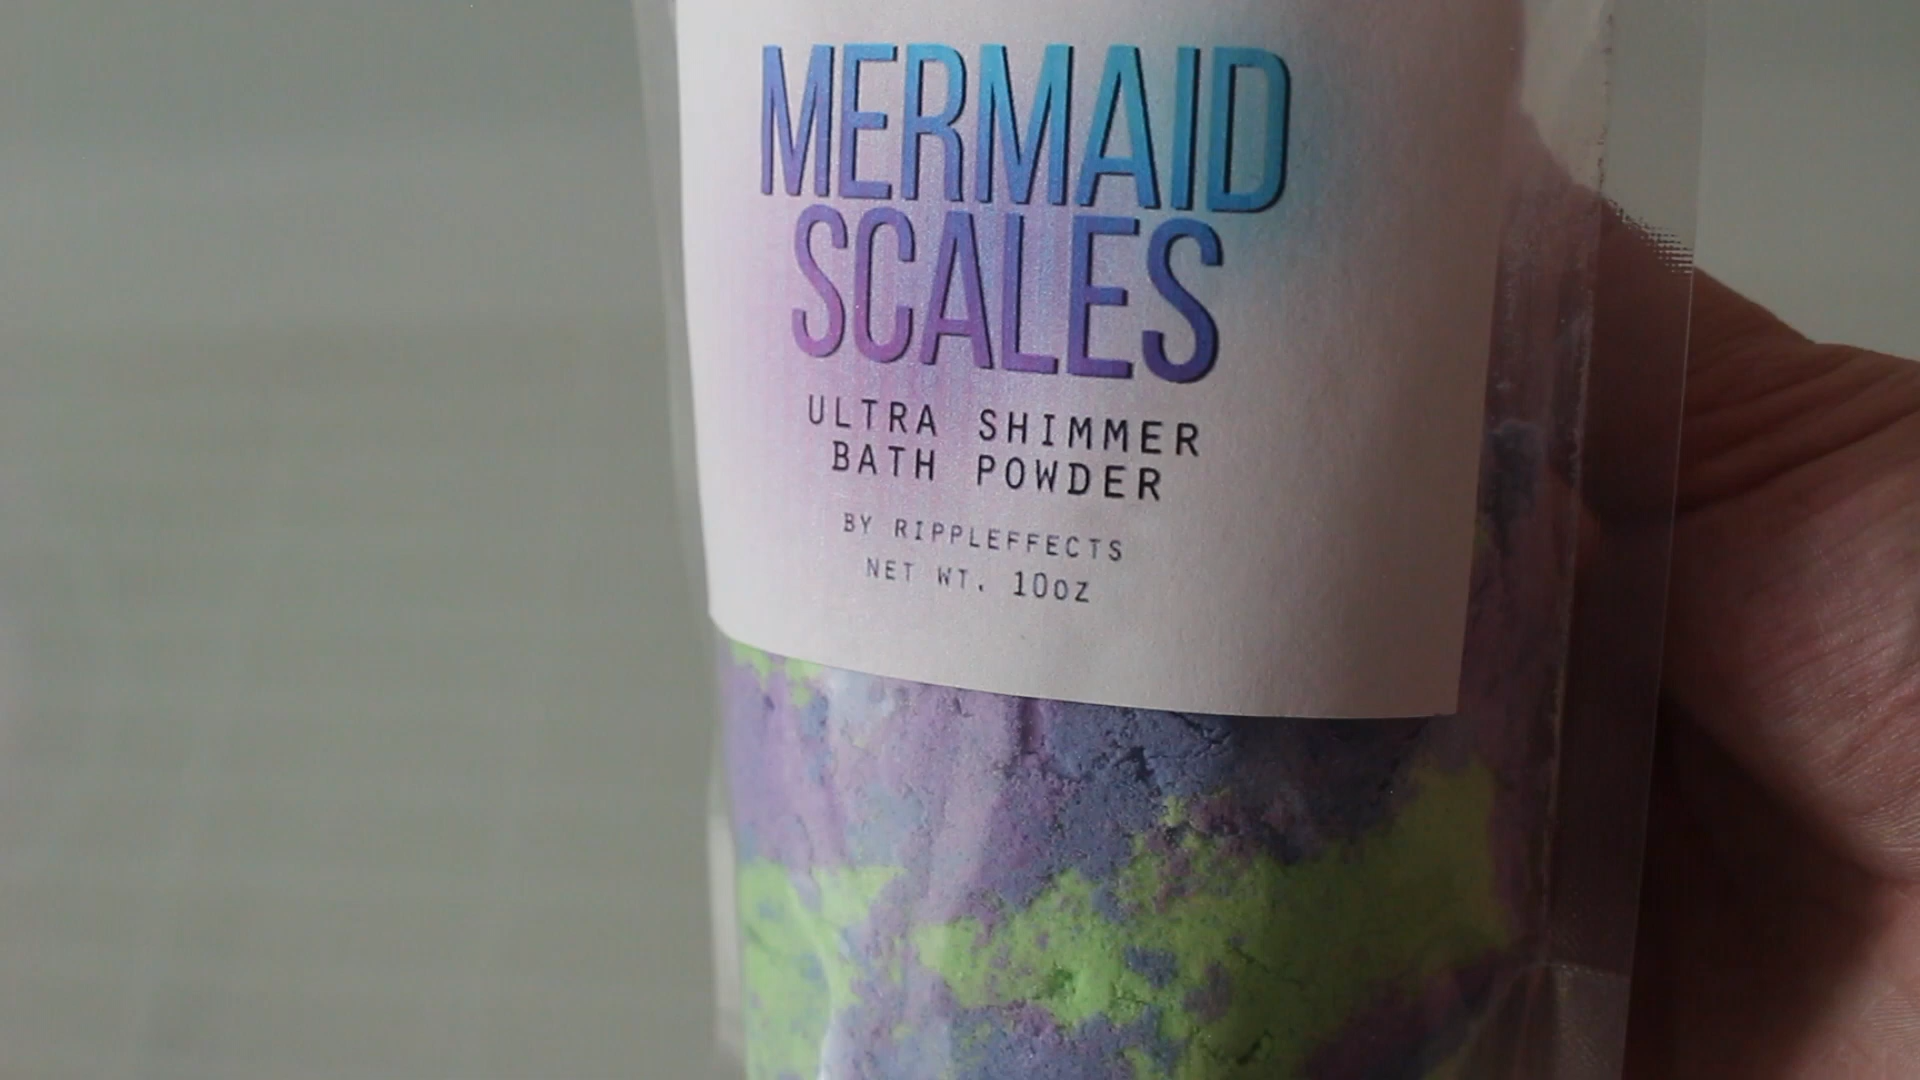 MERMAID
SCALES
ULTRA SHIMMER
BATH POWDER
BY RIPPLEFFECTS
NET WT. 10oz